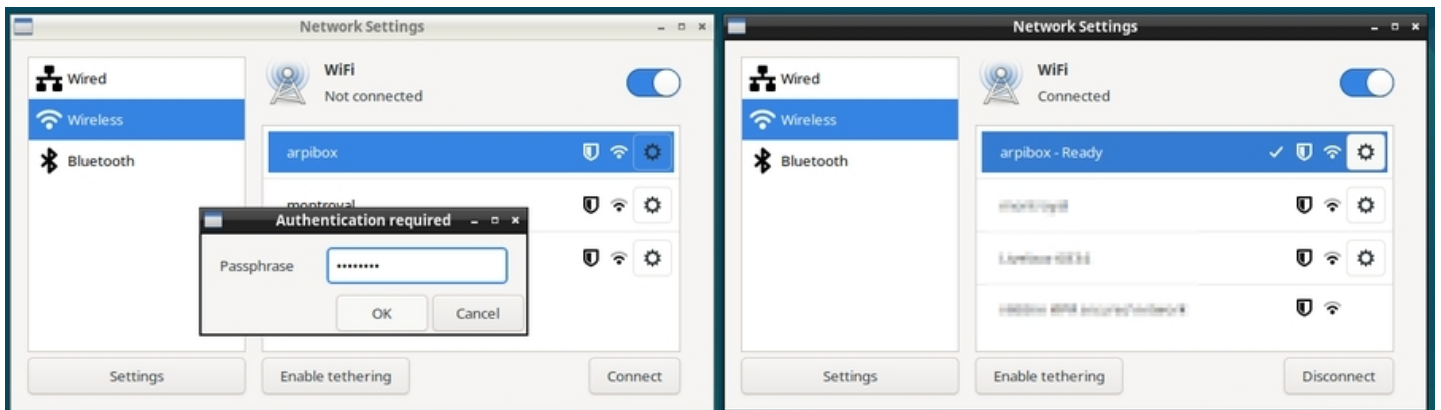 Network Settings
Wired
Wireless
Bluetooth
WiFi
Not connected
arpibox
montroyal
Authentication required
Passphrase
OK
Cancel
Settings
Enable tethering
Connect
Network Settings
Wired
Wireless
Bluetooth
WiFi
Connected
arpibox - Ready
Settings
Enable tethering
Disconnect